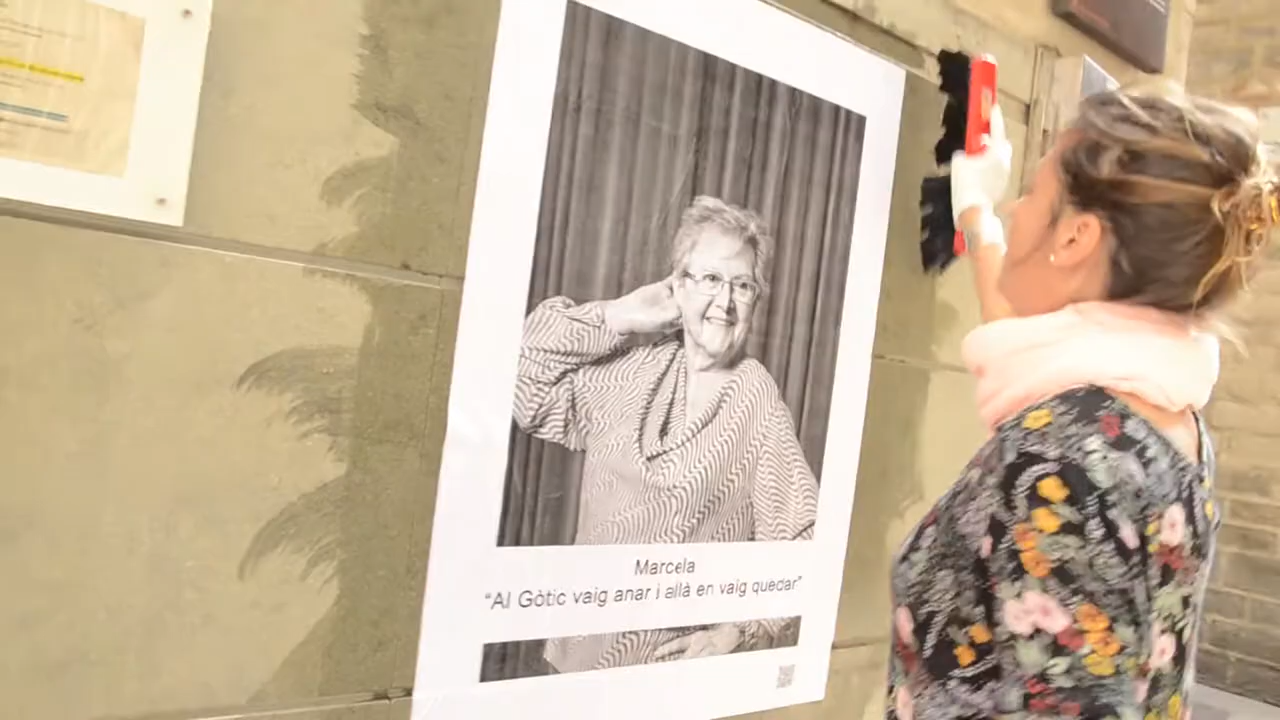 Marcela
“Al Gòtic vaig anar i allà en vaig quedar”